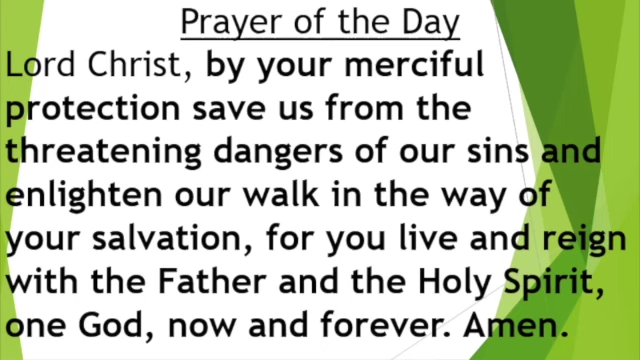 Prayer of the Day
Lord Christ, by your merciful
protection save us from the
threatening dangers of our sins and
enlighten our walk in the way of
your salvation, for you live and reign
with the Father and the Holy Spirit,
one God, now and forever. Amen.